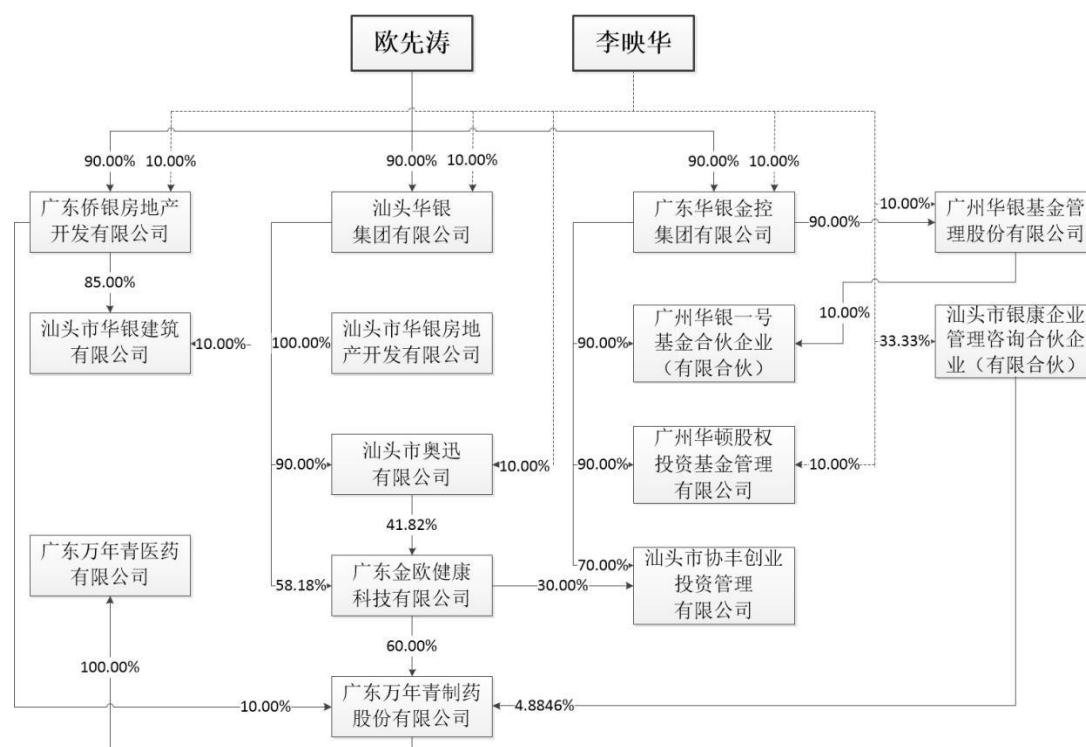 欧先涛
李映华
90.00%
10.00%
90.00%
10.00%
90.00%
10.00%
广东侨银房地产
开发有限公司
汕头华银
集团有限公司
广东华银金控
集团有限公司
90.00%
10.00%
广州华银基金管
理股份有限公司
85.00%
汕头市华银建筑
有限公司
10.00%
100.00%
汕头市华银房地
产开发有限公司
90.00%
广州华银一号
基金合伙企业
（有限合伙）
10.00%
33.33%
汕头市银康企业
管理咨询合伙企
业（有限合伙）
90.00%
汕头市奥迅
有限公司
10.00%
90.00%
广州华顿股权
投资基金管理
有限公司
10.00%
41.82%
广东万年青医药
有限公司
58.18%
广东金欧健康
科技有限公司
30.00%
70.00%
汕头市协丰创业
投资管理
有限公司
60.00%
100.00%
10.00%
广东万年青制药
股份有限公司
4.8846%